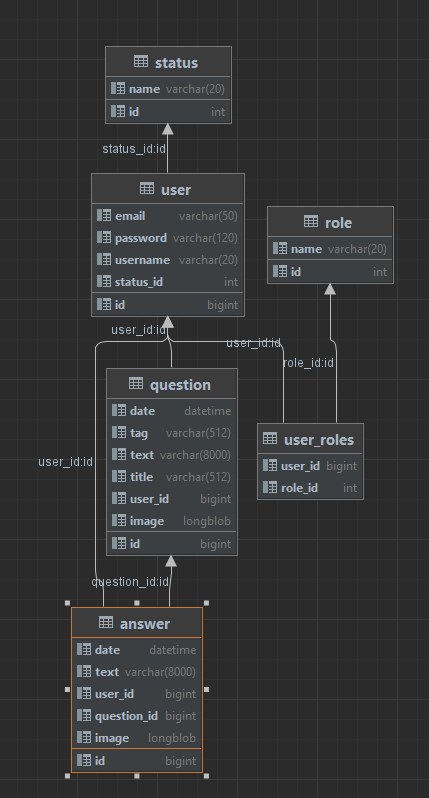 status
name varchar(20)
id int
status_id:id
user
email varchar(50)
password varchar(120)
username varchar(20)
status_id int
id bigint
role
name varchar(20)
id int
user_id:id
user_id:id
role_id:id
question
date datetime
tag varchar(512)
text varchar(8000)
title varchar(512)
user_id bigint
image longblob
id bigint
user_roles
user_id bigint
role_id int
user_id:id
question_id:id
answer
date datetime
text varchar(8000)
user_id bigint
question_id bigint
image longblob
id bigint